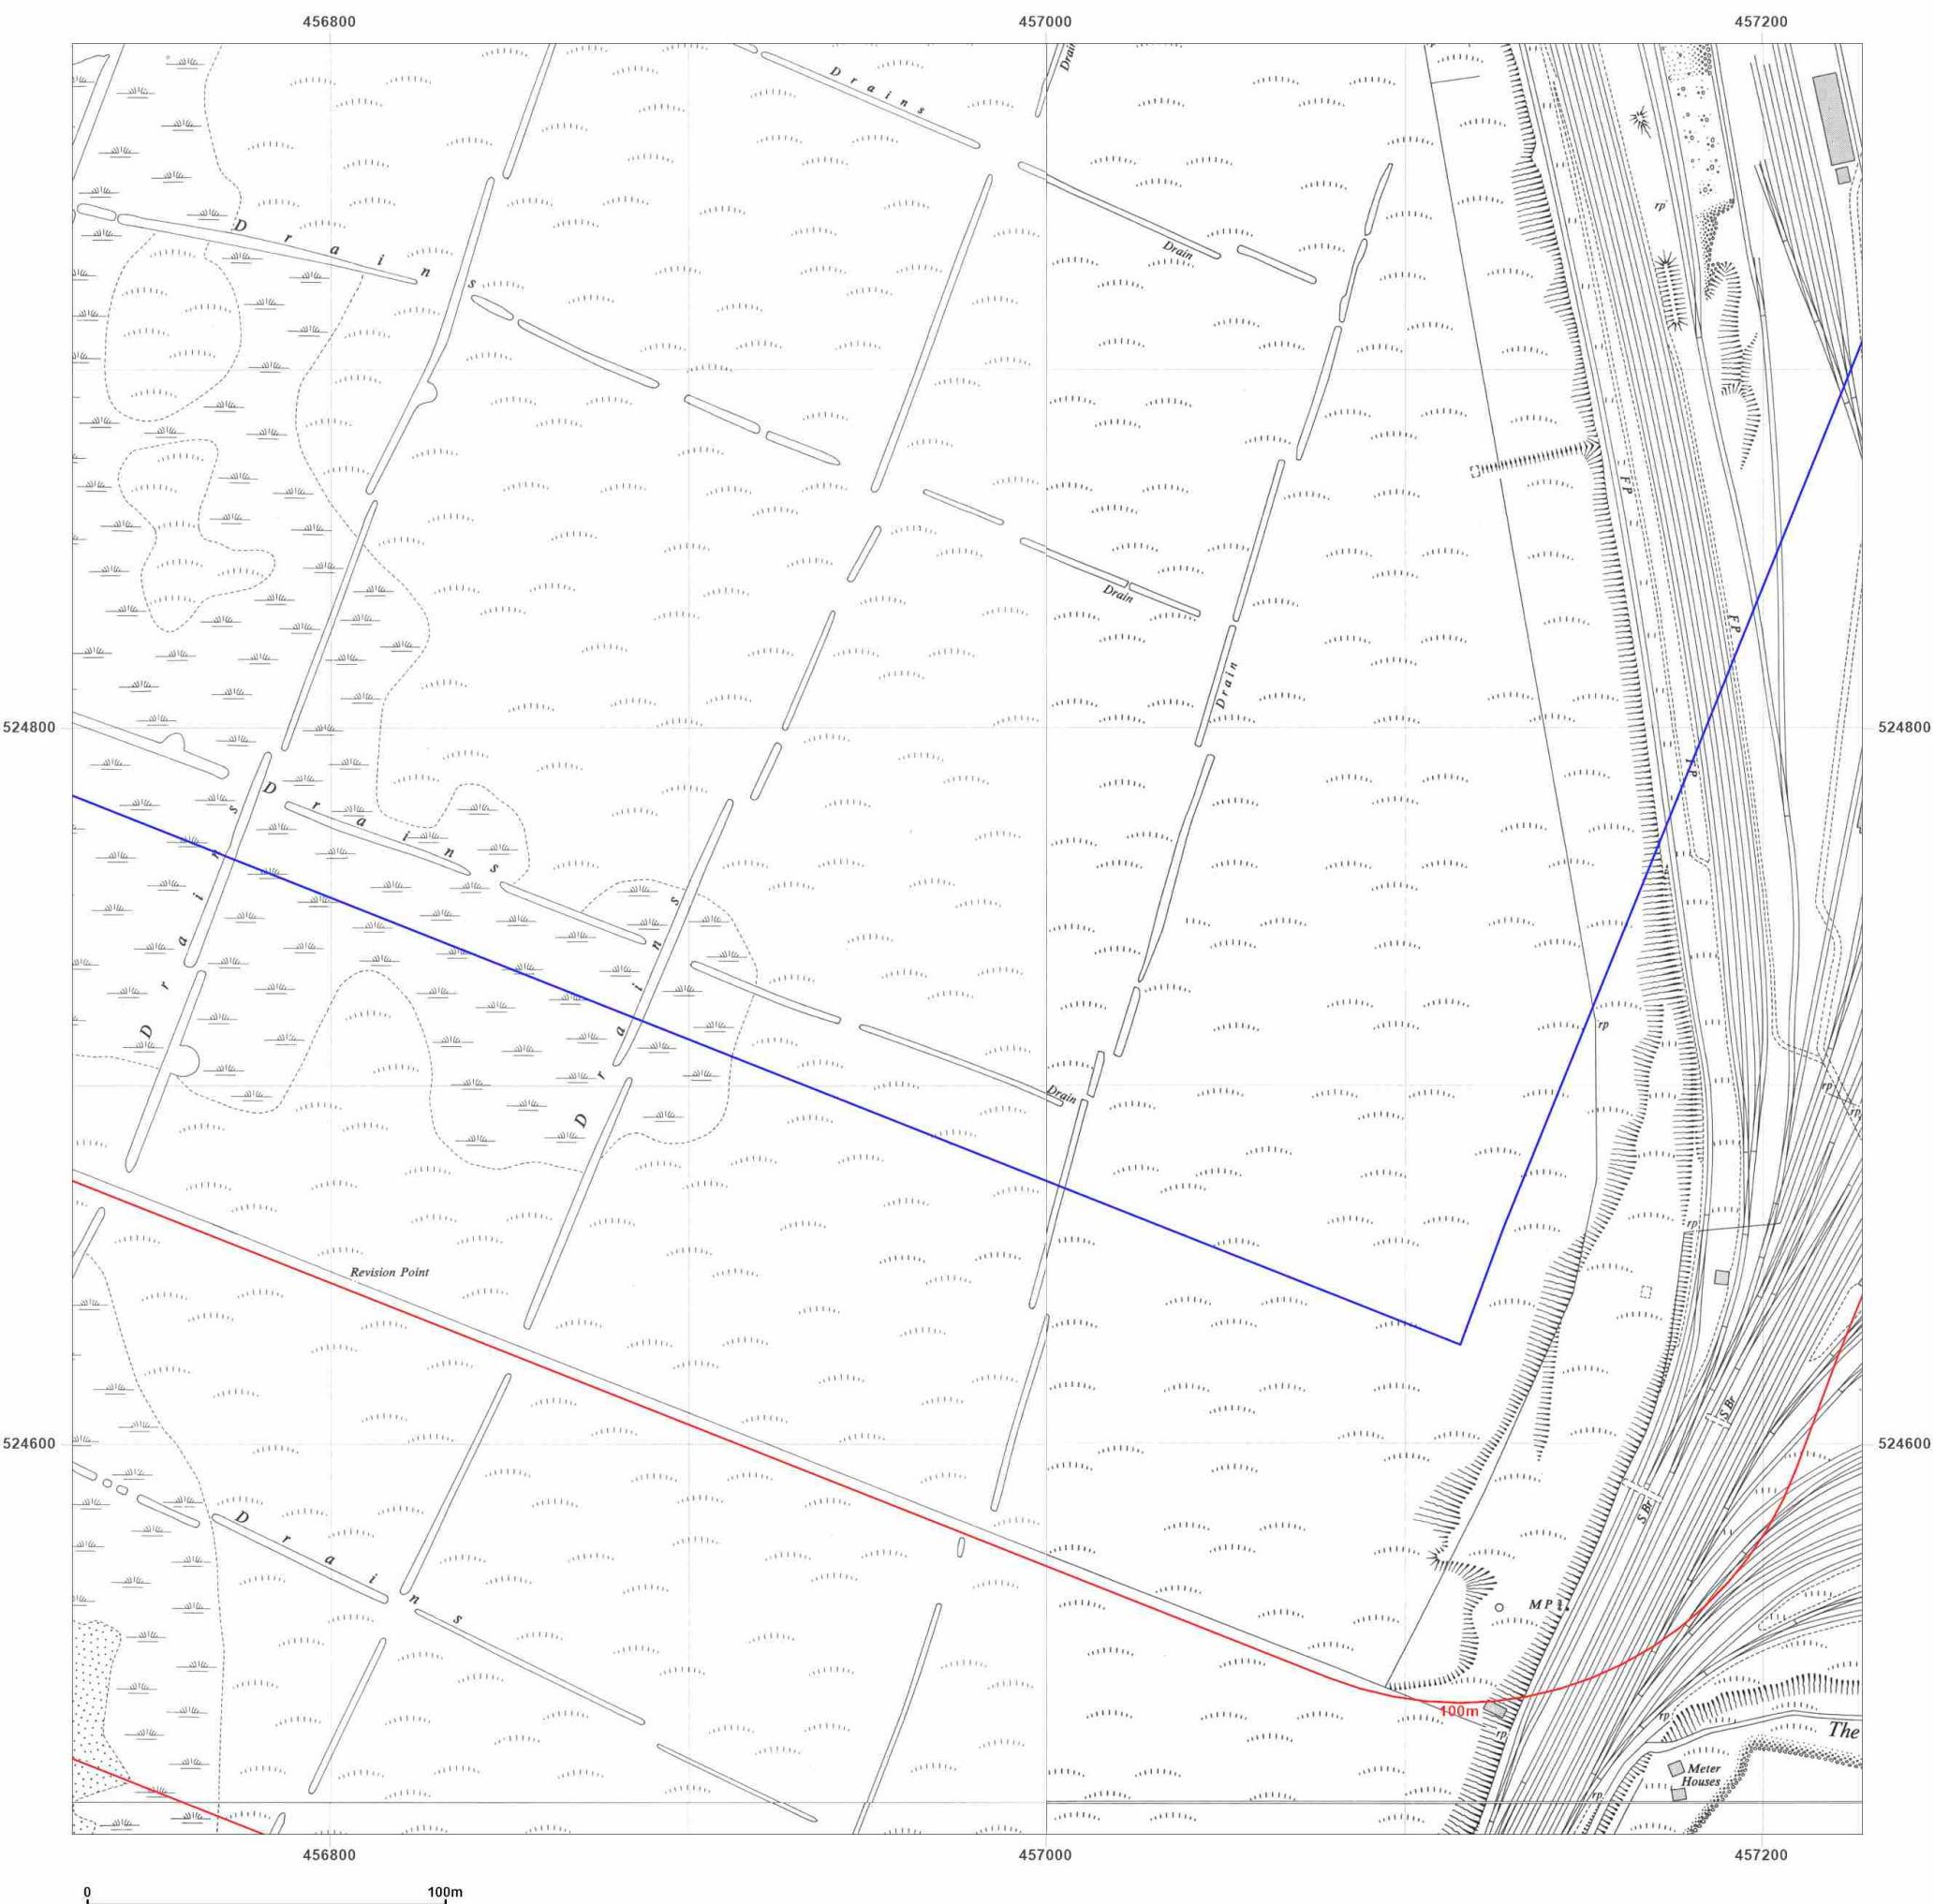 456800
457000
457200
Drains
Drain
rp
Drains
Drain
FP
Drain
FP
Drain
524800
524800
FP
Drains
Drains
Drains
rp
Drain
rp
rp
rp
Revision Point
S Br
524600
524600
S Br
Drains
M P
100m
rp
rp
The
Meter
Houses
rp
456800
457000
457200
0
100m